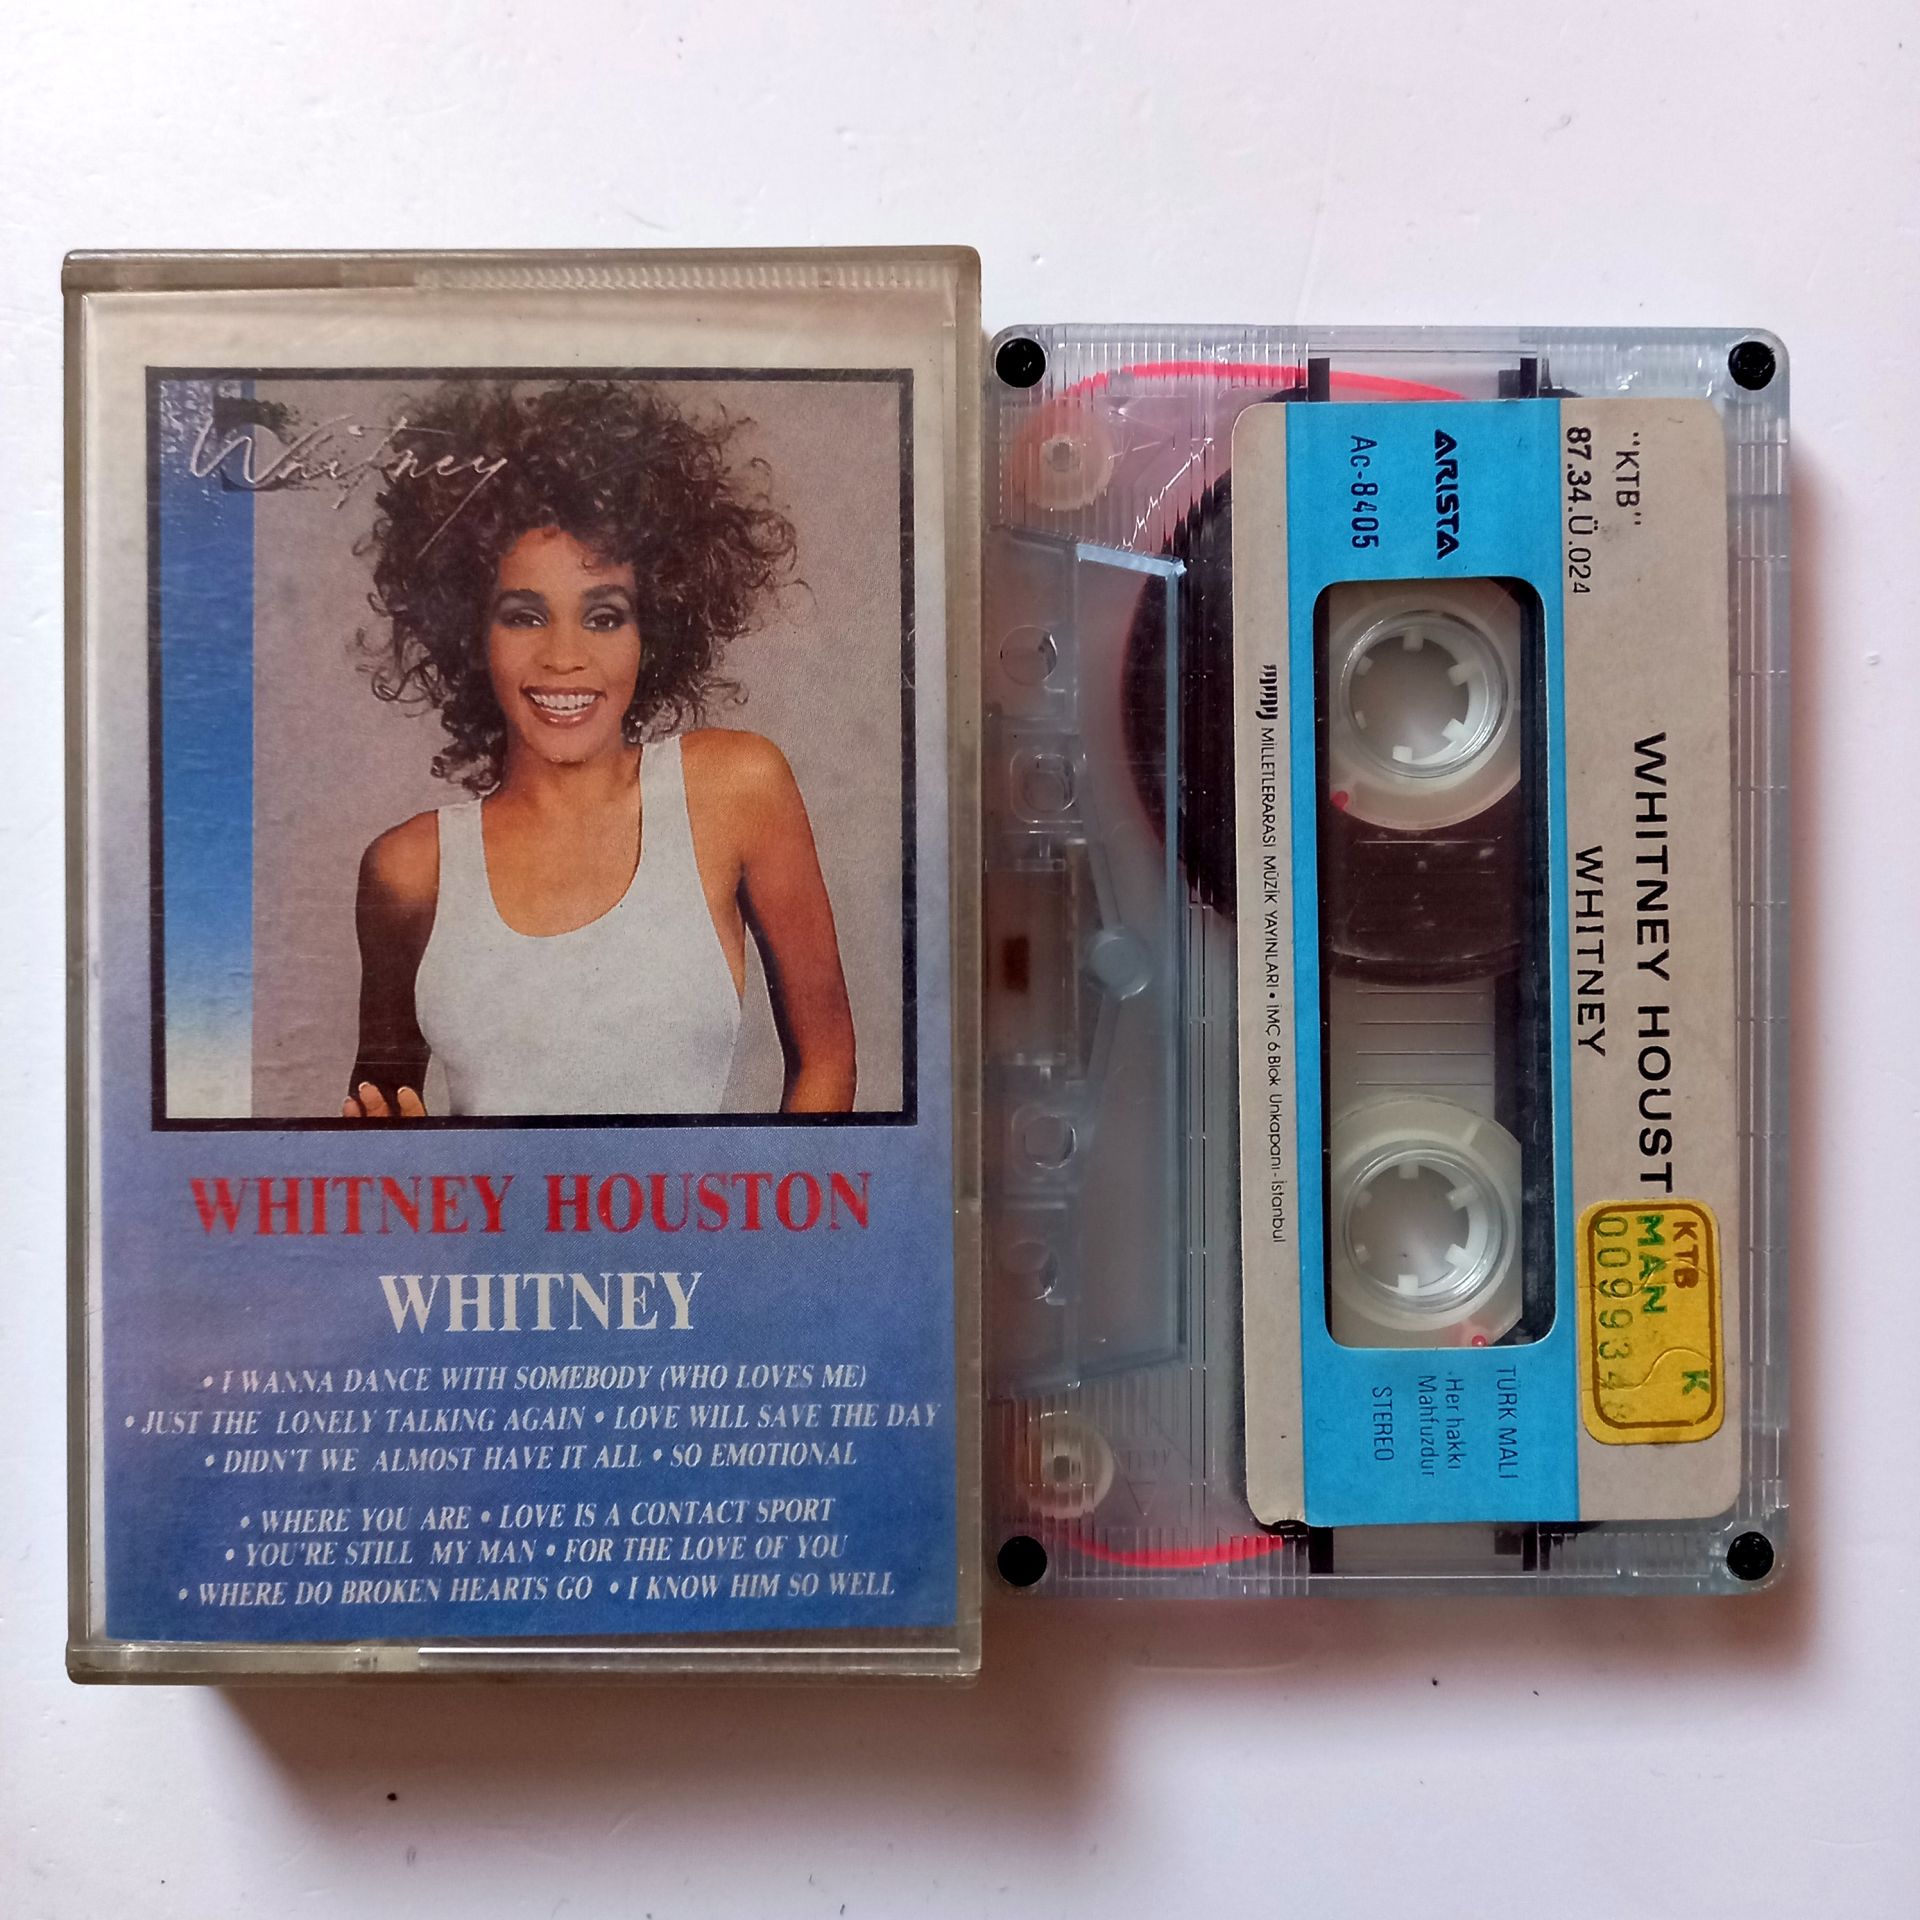 Whitney
WHITNEY HOUSTON
WHITNEY
• I WANNA DANCE WITH SOMEBODY (WHO LOVES ME)
• JUST THE LONELY TALKING AGAIN • LOVE WILL SAVE THE DAY
• DIDN'T WE ALMOST HAVE IT ALL • SO EMOTIONAL
• WHERE YOU ARE • LOVE IS A CONTACT SPORT
• YOU'RE STILL MY MAN • FOR THE LOVE OF YOU
• WHERE DO BROKEN HEARTS GO • I KNOW HIM SO WELL
"KTB"
87.34.Ü.024
WHITNEY HOUST
WHITNEY
KTB
MAN K
009934
ARISTA
AC-8405
TÜRK MALI
Her hakkı
Mahfuzdur
STEREO
MİLLETLERARASI MÜZİK YAYINLARI • İMÇ 6.Blok Unkapanı - İstanbul